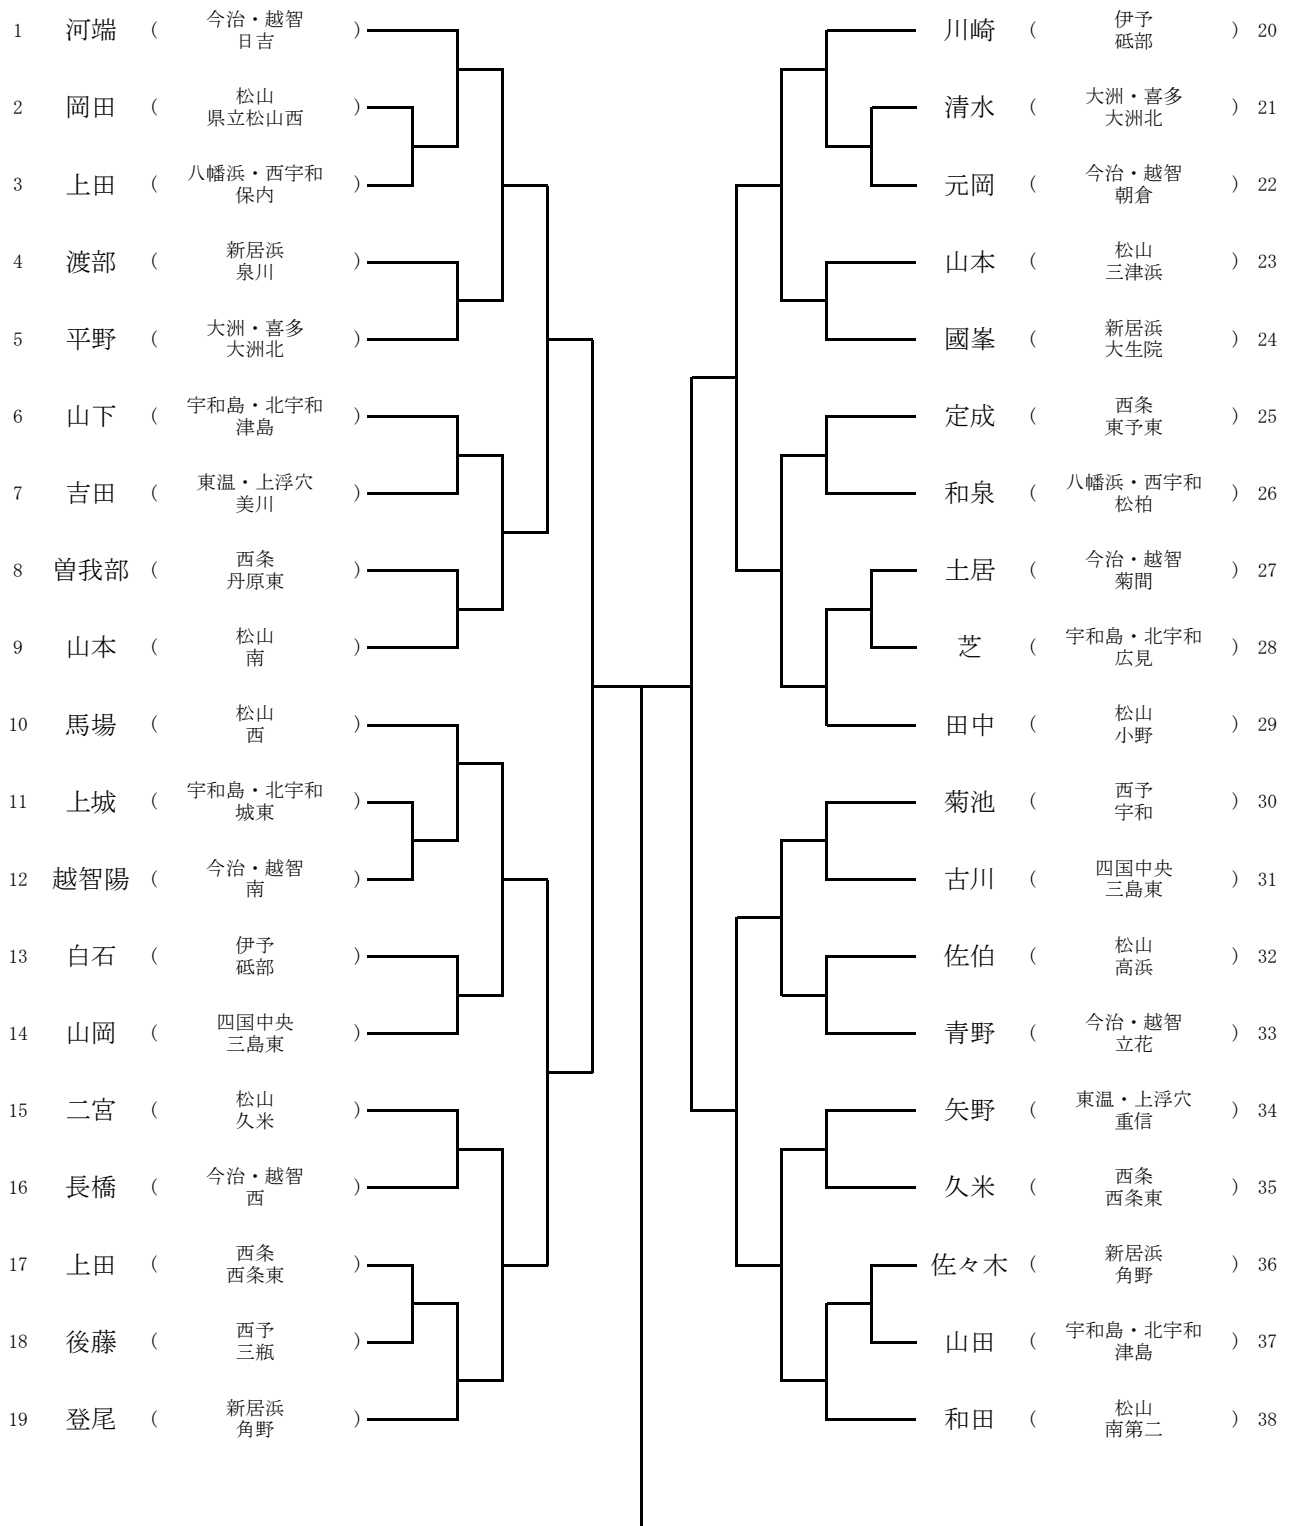 1 河端 ( 今治・越智 )
日吉
2 岡田 ( 松山 )
県立松山西
3 上田 ( 八幡浜・西宇和 )
保内
4 渡部 ( 新居浜 )
泉川
5 平野 ( 大洲・喜多 )
大洲北
6 山下 ( 宇和島・北宇和 )
津島
7 吉田 ( 東温・上浮穴 )
美川
8 曽我部 ( 西条 )
丹原東
9 山本 ( 松山 )
南
10 馬場 ( 松山 )
西
11 上城 ( 宇和島・北宇和 )
城東
12 越智陽 ( 今治・越智 )
南
13 白石 ( 伊予 )
砥部
14 山岡 ( 四国中央 )
三島東
15 二宮 ( 松山 )
久米
16 長橋 ( 今治・越智 )
西
17 上田 ( 西条 )
西条東
18 後藤 ( 西予 )
三瓶
19 登尾 ( 新居浜 )
角野
川崎 ( 伊予 ) 20
砥部
清水 ( 大洲・喜多 ) 21
大洲北
元岡 ( 今治・越智 ) 22
朝倉
山本 ( 松山 ) 23
三津浜
國峯 ( 新居浜 ) 24
大生院
定成 ( 西条 ) 25
東予東
和泉 ( 八幡浜・西宇和 ) 26
松柏
土居 ( 今治・越智 ) 27
菊間
芝 ( 宇和島・北宇和 ) 28
広見
田中 ( 松山 ) 29
小野
菊池 ( 西予 ) 30
宇和
古川 ( 四国中央 ) 31
三島東
佐伯 ( 松山 ) 32
高浜
青野 ( 今治・越智 ) 33
立花
矢野 ( 東温・上浮穴 ) 34
重信
久米 ( 西条 ) 35
西条東
佐々木 ( 新居浜 ) 36
角野
山田 ( 宇和島・北宇和 ) 37
津島
和田 ( 松山 ) 38
南第二